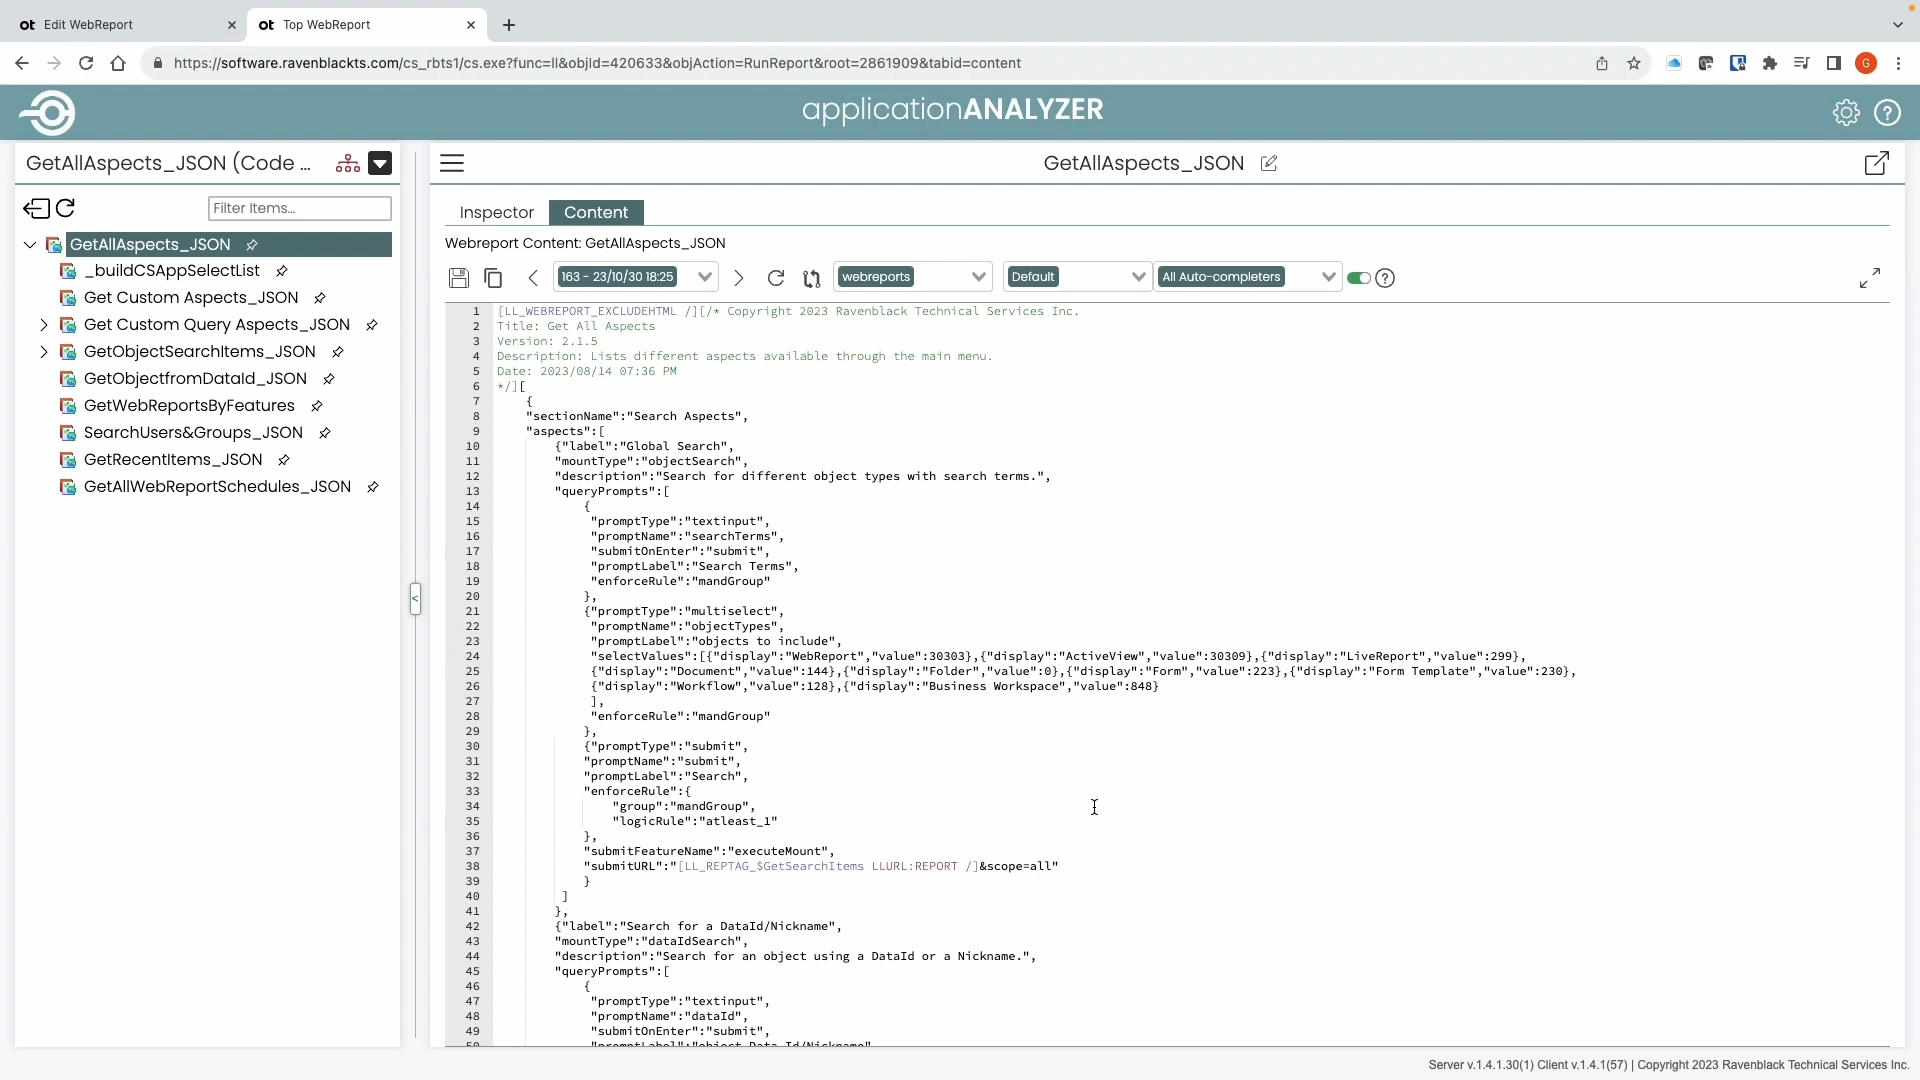 ot Edit WebReport
ot Top WebReport
https://software.ravenblackts.com/cs_rbts1/cs.exe?func=ll&objId=420633&objAction=RunReport&root=2861909&tabid=content
G
applicationANALYZER
GetAllAspects_JSON (Code ...
Filter Items...
GetAllAspects_JSON
_buildCSAppSelectList
Get Custom Aspects_JSON
Get Custom Query Aspects_JSON
GetObjectSearchItems_JSON
GetObjectfromDataId_JSON
GetWebReportsByFeatures
SearchUsers&Groups_JSON
GetRecentItems_JSON
GetAllWebReportSchedules_JSON
<
GetAllAspects_JSON
Inspector Content
Webreport Content: GetAllAspects_JSON
163 - 23/10/30 18:25 webreports Default All Auto-completers
1 [LL_WEBREPORT_EXCLUDEHTML /][/* Copyright 2023 Ravenblack Technical Services Inc.
2 Title: Get All Aspects
3 Version: 2.1.5
4 Description: Lists different aspects available through the main menu.
5 Date: 2023/08/14 07:36 PM
6 */][
7 {
8 "sectionName":"Search Aspects",
9 "aspects":[
10 {"label":"Global Search",
11 "mountType":"objectSearch",
12 "description":"Search for different object types with search terms.",
13 "queryPrompts":[
14 {
15 "promptType":"textinput",
16 "promptName":"searchTerms",
17 "submitOnEnter":"submit",
18 "promptLabel":"Search Terms",
19 "enforceRule":"mandGroup"
20 },
21 {"promptType":"multiselect",
22 "promptName":"objectTypes",
23 "promptLabel":"objects to include",
24 "selectValues":[{"display":"WebReport","value":30303},{"display":"ActiveView","value":30309},{"display":"LiveReport","value":299},
25 {"display":"Document","value":144},{"display":"Folder","value":0},{"display":"Form","value":223},{"display":"Form Template","value":230},
26 {"display":"Workflow","value":128},{"display":"Business Workspace","value":848}
27 ],
28 "enforceRule":"mandGroup"
29 },
30 {"promptType":"submit",
31 "promptName":"submit",
32 "promptLabel":"Search",
33 "enforceRule":{
34 "group":"mandGroup",
35 "logicRule":"atleast_1"
36 },
37 "submitFeatureName":"executeMount",
38 "submitURL":"[LL_REPTAG_$GetSearchItems LLURL:REPORT /]&scope=all"
39 }
40 ]
41 },
42 {"label":"Search for a DataId/Nickname",
43 "mountType":"dataIdSearch",
44 "description":"Search for an object using a DataId or a Nickname.",
45 "queryPrompts":[
46 {
47 "promptType":"textinput",
48 "promptName":"dataId",
49 "submitOnEnter":"submit",
50 "promptLabel":"object Data Id/Nickname"
Server v.1.4.1.30(1) Client v.1.4.1(57) | Copyright 2023 Ravenblack Technical Services Inc.